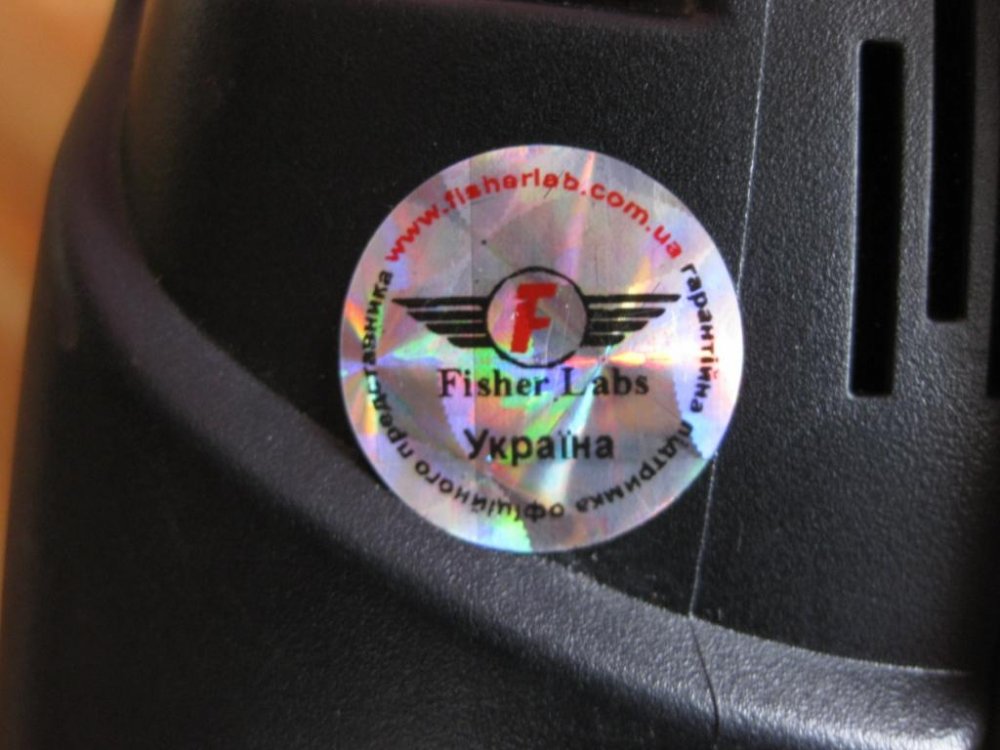 www.fisherlab.com.ua гарантійна підтримка офіційного представника
F
Fisher Labs
Україна